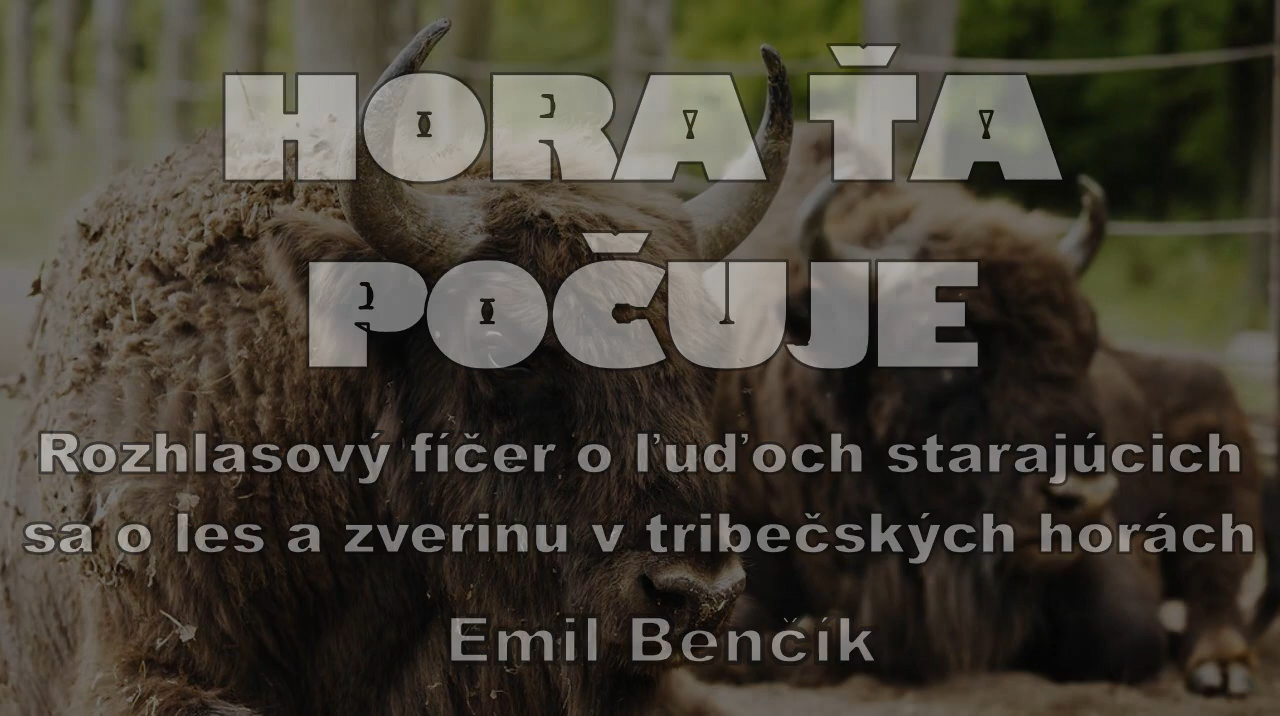 HORA ŤA
POČUJE
Rozhlasový fíčer o ľuďoch starajúcich
sa o les a zverinu v tribečských horách
Emil Benčík